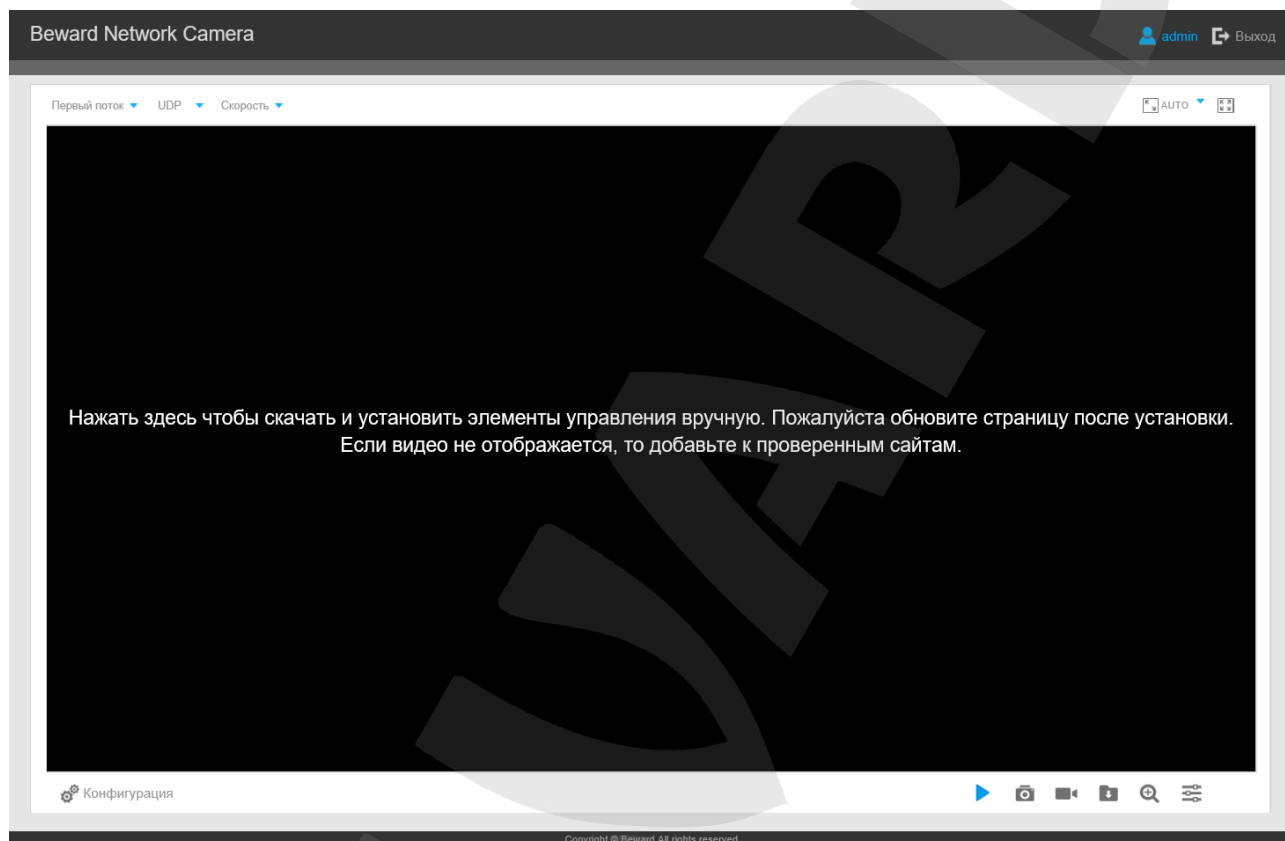 Beward Network Camera
admin Выход
Первый поток UDP Скорость AUTO
Нажать здесь чтобы скачать и установить элементы управления вручную. Пожалуйста обновите страницу после установки.
Если видео не отображается, то добавьте к проверенным сайтам.
Конфигурация
Copyright © Beward All rights reserved